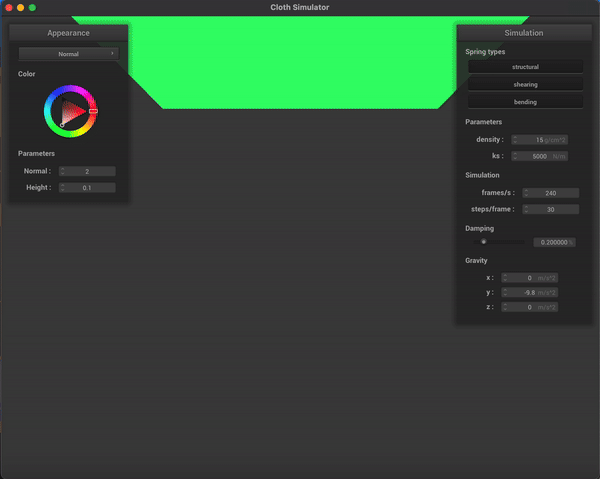 Cloth Simulator
Appearance
Normal
Color
Parameters
Normal : 2
Height : 0.1
Simulation
Spring types
structural
shearing
bending
Parameters
density : 15 g/cm^2
ks : 5000 N/m
Simulation
frames/s : 240
steps/frame : 30
Damping
0.200000 %
Gravity
x : 0 m/s^2
y : -9.8 m/s^2
z : 0 m/s^2